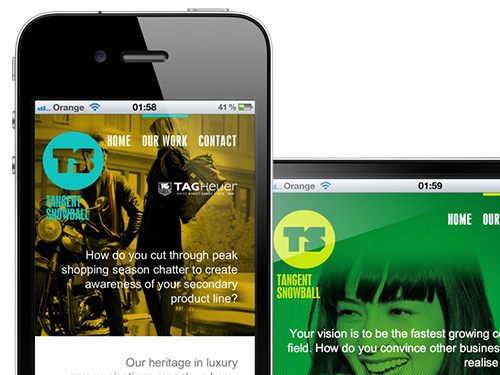 Orange 01:58 41 %
HOME OUR WORK CONTACT
TS
TANGENT
SNOWBALL
TAGHeuer
How do you cut through peak
shopping season chatter to create
awareness of your secondary
product line?
Our heritage in luxury
Orange 01:59
HOME OUR
TS
TANGENT
SNOWBALL
Your vision is to be the fastest growing
field. How do you convince other
realise